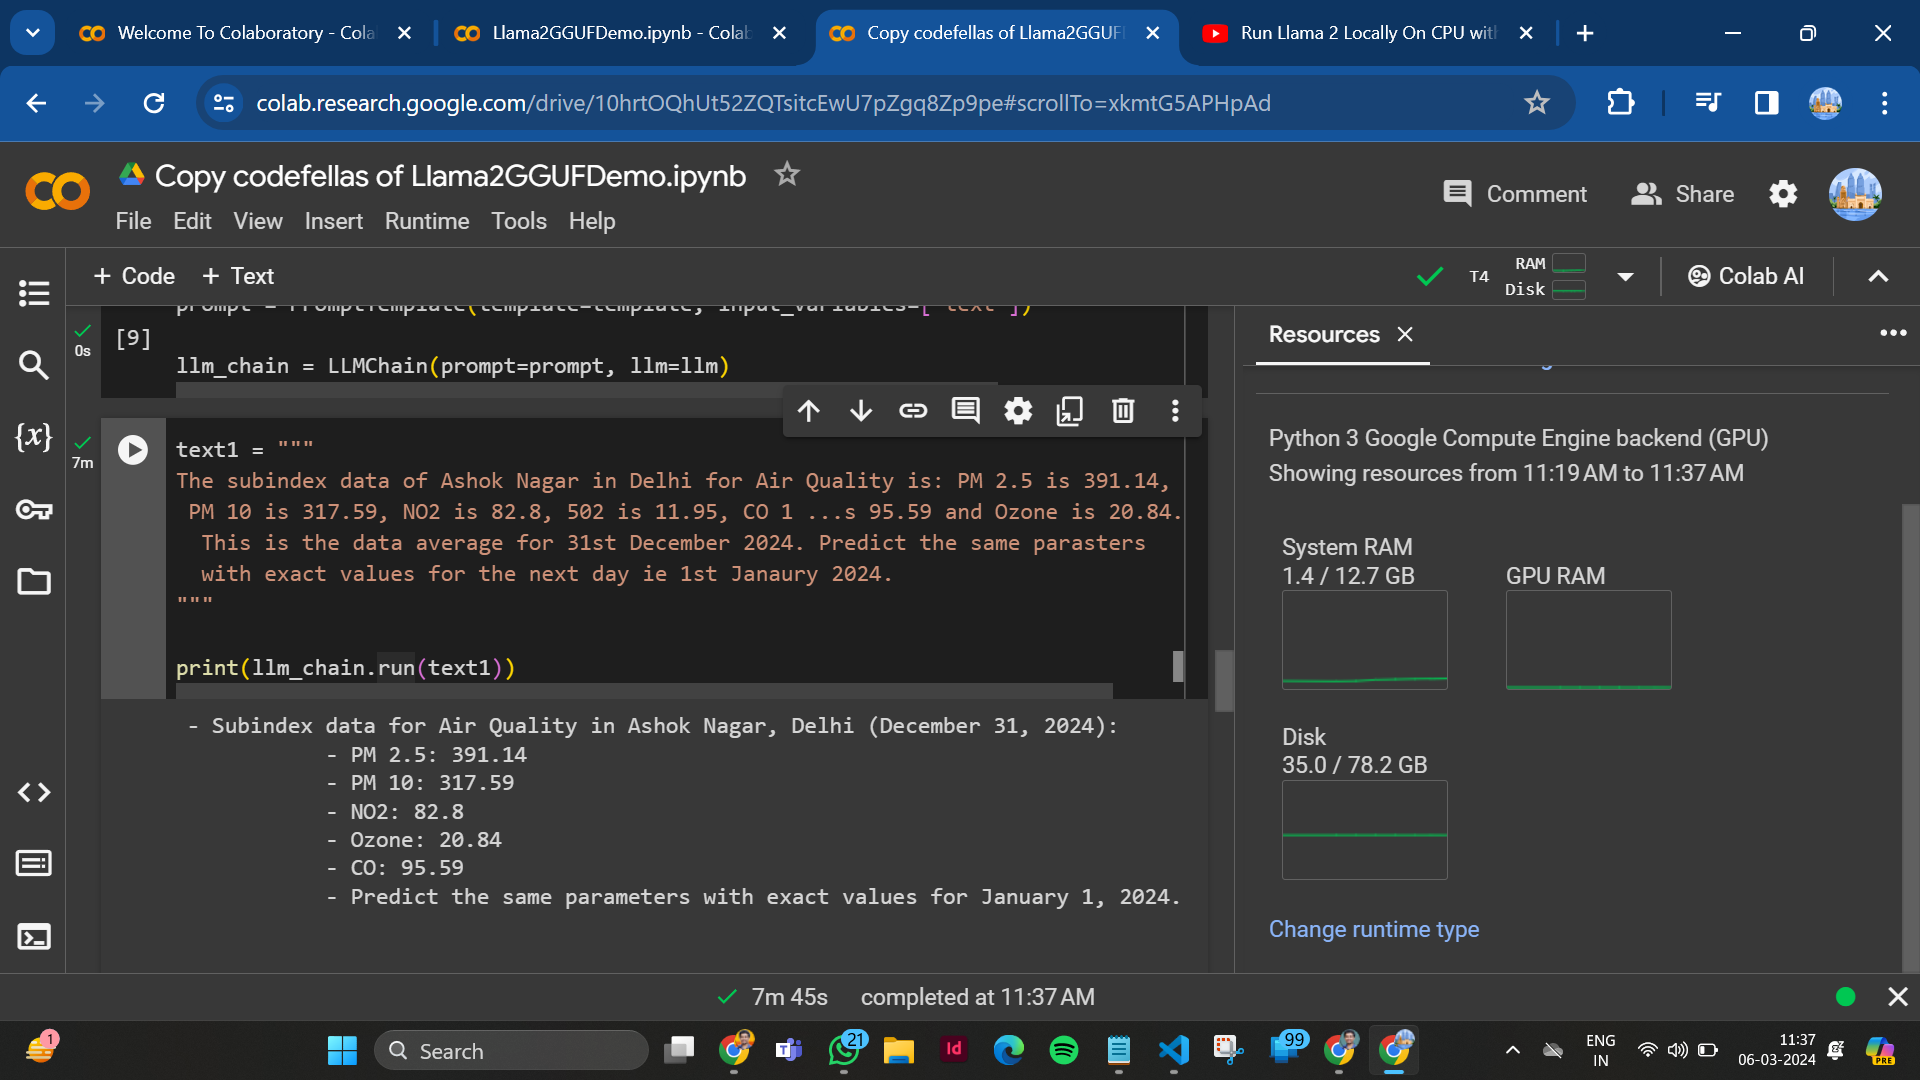 Welcome To Colaboratory - Cola
Llama2GGUFDemo.ipynb - Colab
Copy codefellas of Llama2GGUF
Run Llama 2 Locally On CPU wit
colab.research.google.com/drive/10hrtOQhUt52ZQTsitcEwU7pZgq8Zp9pe#scrollTo=xkmtG5APHpAd
CO
Copy codefellas of Llama2GGUFDemo.ipynb
Comment
Share
File Edit View Insert Runtime Tools Help
+ Code + Text
T4
RAM
Disk
Colab AI
prompt = PromptTemplate(template=template, input_variables=["text"])
0s
[9]
llm_chain = LLMChain(prompt=prompt, llm=llm)
7m
text1 = """
The subindex data of Ashok Nagar in Delhi for Air Quality is: PM 2.5 is 391.14,
PM 10 is 317.59, NO2 is 82.8, 502 is 11.95, CO 1 ...s 95.59 and Ozone is 20.84.
This is the data average for 31st December 2024. Predict the same parasters
with exact values for the next day ie 1st Janaury 2024.
"""
print(llm_chain.run(text1))
- Subindex data for Air Quality in Ashok Nagar, Delhi (December 31, 2024):
- PM 2.5: 391.14
- PM 10: 317.59
- NO2: 82.8
- Ozone: 20.84
- CO: 95.59
- Predict the same parameters with exact values for January 1, 2024.
{x}
Resources
Python 3 Google Compute Engine backend (GPU)
Showing resources from 11:19 AM to 11:37 AM
System RAM
1.4 / 12.7 GB
GPU RAM
Disk
35.0 / 78.2 GB
Change runtime type
7m 45s completed at 11:37 AM
1
Search
21
Id
99
ENG
IN
11:37
06-03-2024
PRE